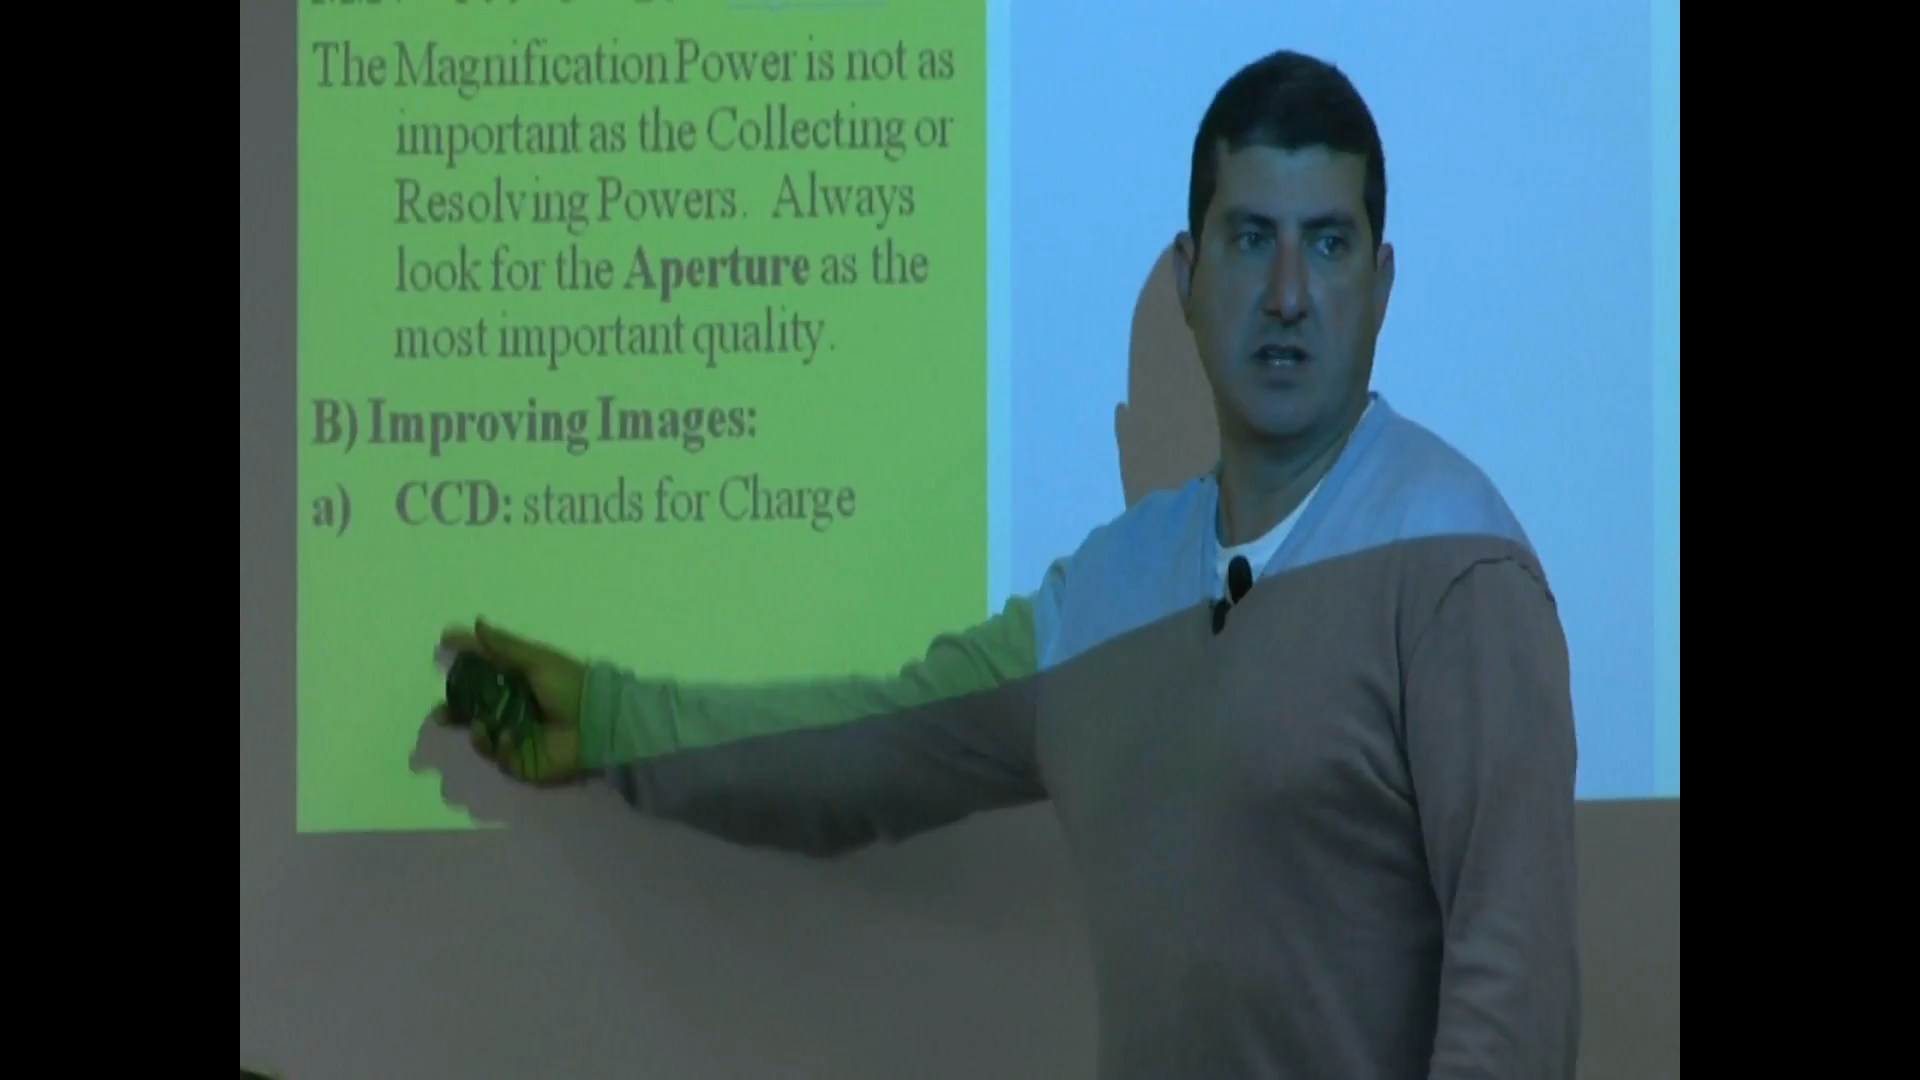 The Magnification Power is not as
important as the Collecting or
Resolving Powers. Always
look for the Aperture as the
most important quality.
B) Improving Images:
a) CCD: stands for Charge